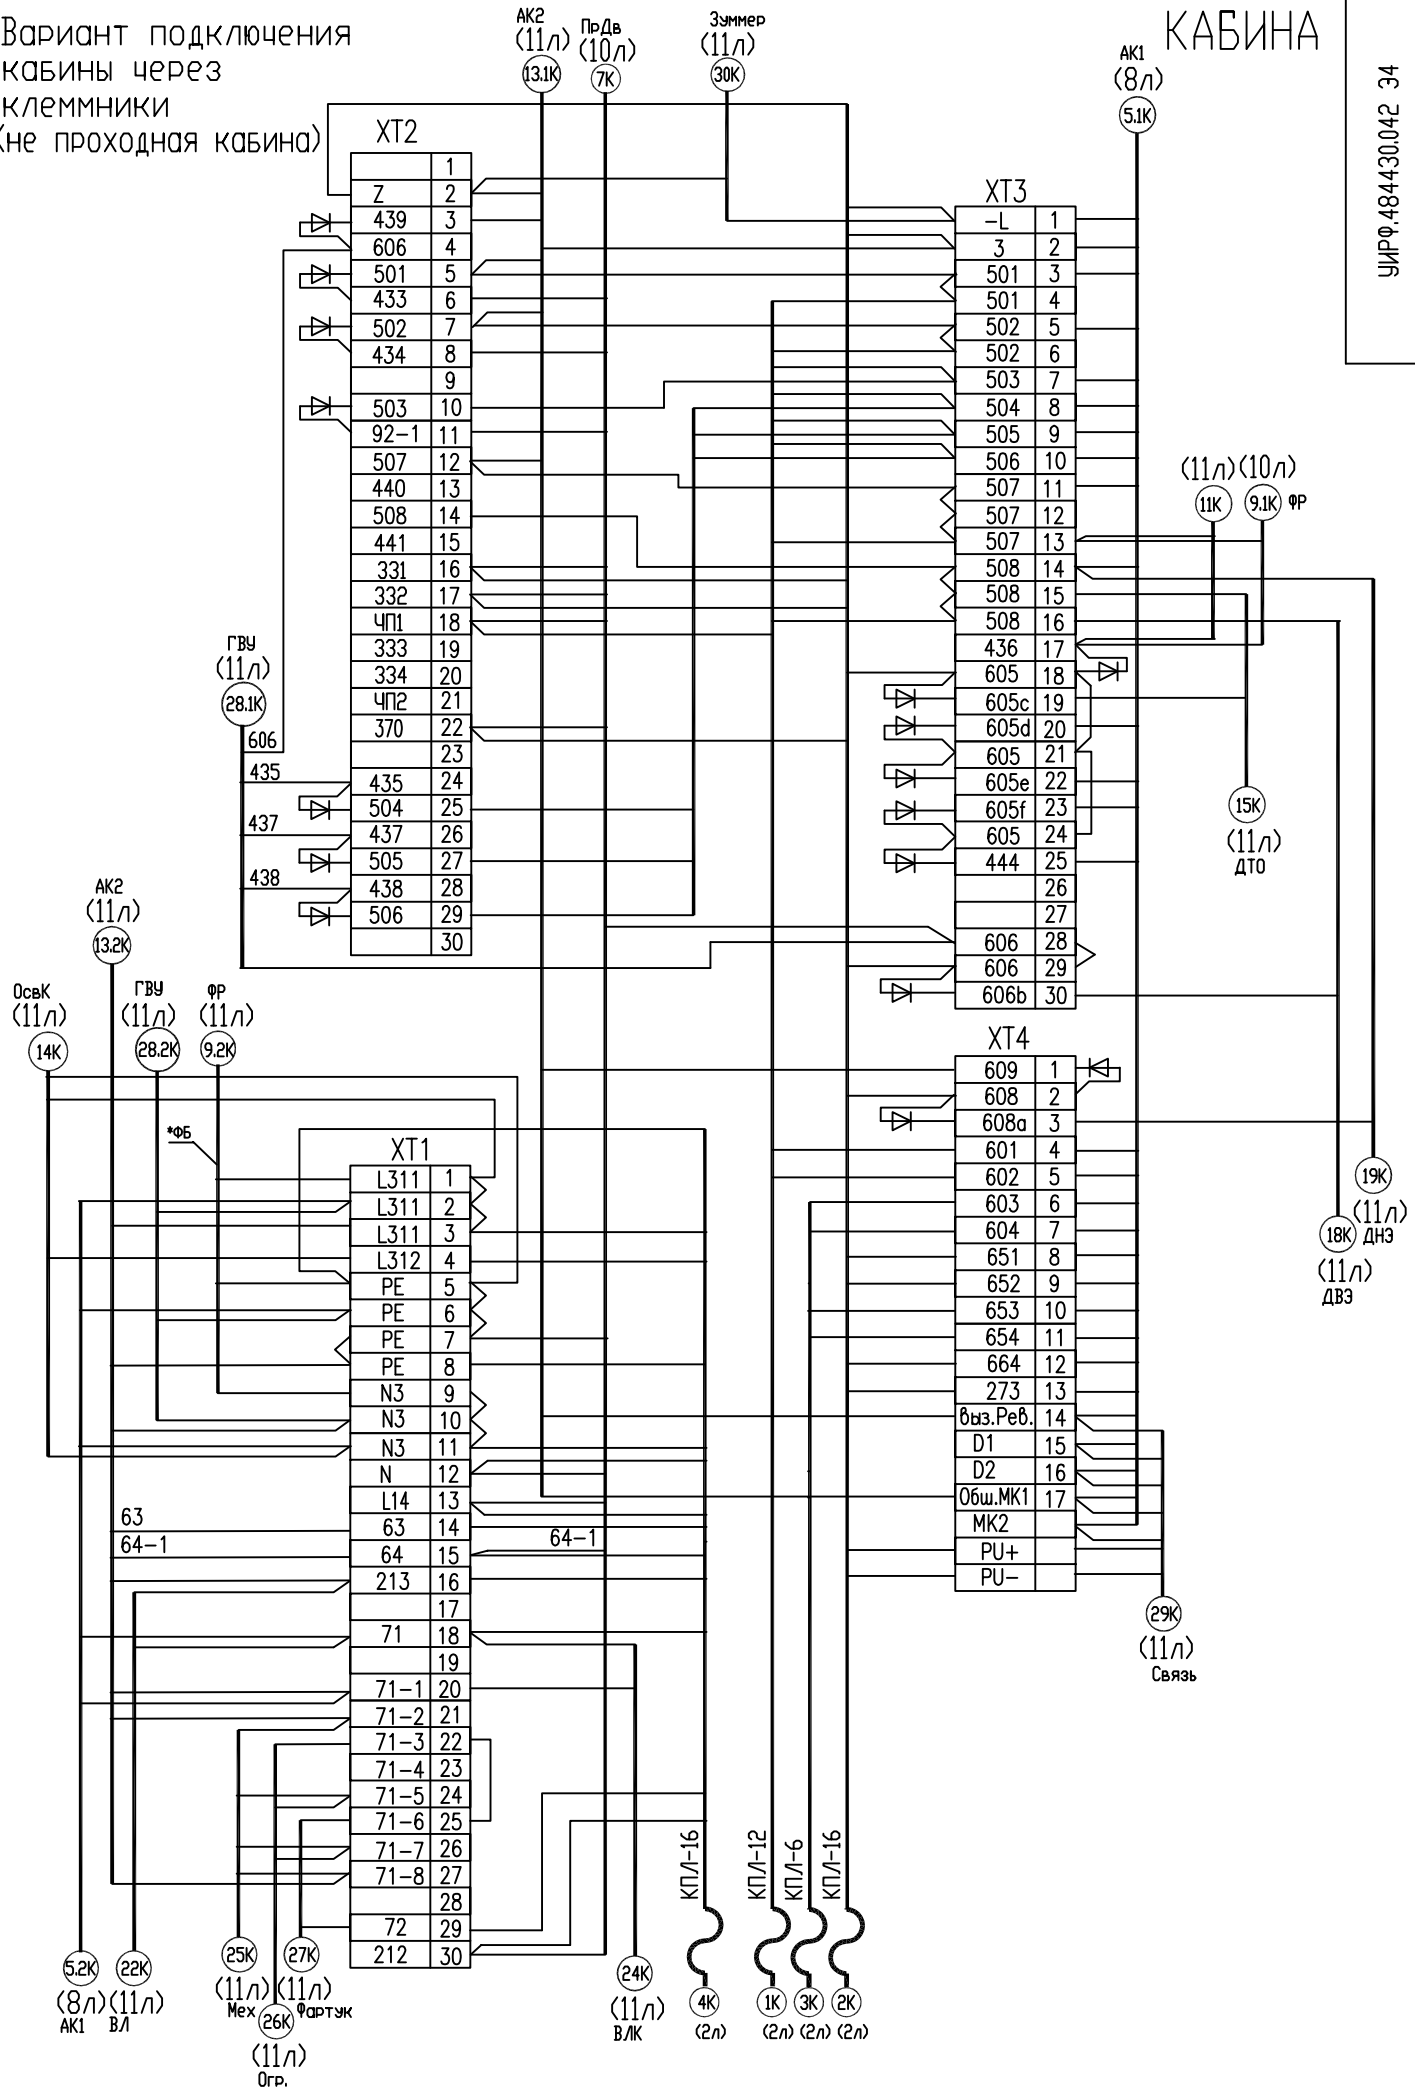 Вариант подключения
кабины через
клеммники
(не проходная кабина)
КАБИНА
УИРФ.484430.042 Э4
АК2
(11л)
13.1К
ПрДв
(10л)
7К
Зуммер
(11л)
30К
АК1
(8л)
5.1К
ХТ2
1
Z 2
439 3
606 4
501 5
433 6
502 7
434 8
9
503 10
92-1 11
507 12
440 13
508 14
441 15
331 16
332 17
ЧП1 18
333 19
334 20
ЧП2 21
370 22
23
435 24
504 25
437 26
505 27
438 28
506 29
30
ХТ3
-L 1
3 2
501 3
501 4
502 5
502 6
503 7
504 8
505 9
506 10
507 11
507 12
507 13
508 14
508 15
508 16
436 17
605 18
605c 19
605d 20
605 21
605e 22
605f 23
605 24
444 25
26
27
606 28
606 29
606b 30
(11л)
11К
(10л)
9.1К ФР
15К
(11л)
ДТО
ГВУ
(11л)
28.1К
606
435
437
438
АК2
(11л)
13.2К
ОсвК
(11л)
14К
ГВУ
(11л)
28.2К
ФР
(11л)
9.2К
*ФБ
ХТ4
609 1
608 2
608a 3
601 4
602 5
603 6
604 7
651 8
652 9
653 10
654 11
664 12
273 13
Выз.Рев. 14
D1 15
D2 16
Общ.МК1 17
МК2
PU+
PU-
19К
(11л)
ДНЭ
18К
(11л)
ДВЭ
29К
(11л)
Связь
ХТ1
L311 1
L311 2
L311 3
L312 4
PE 5
PE 6
PE 7
PE 8
N3 9
N3 10
N3 11
N 12
L14 13
63 14
64 15
213 16
17
71 18
19
71-1 20
71-2 21
71-3 22
71-4 23
71-5 24
71-6 25
71-7 26
71-8 27
28
72 29
212 30
63
64-1
64-1
КПЛ-16
КПЛ-12
КПЛ-6
КПЛ-16
5.2К
(8л)
АК1
22К
(11л)
ВЛ
25К
(11л)
Мех
26К
(11л)
Огр.
27К
(11л)
Фартук
24К
(11л)
ВЛК
4К
(2л)
1К
(2л)
3К
(2л)
2К
(2л)